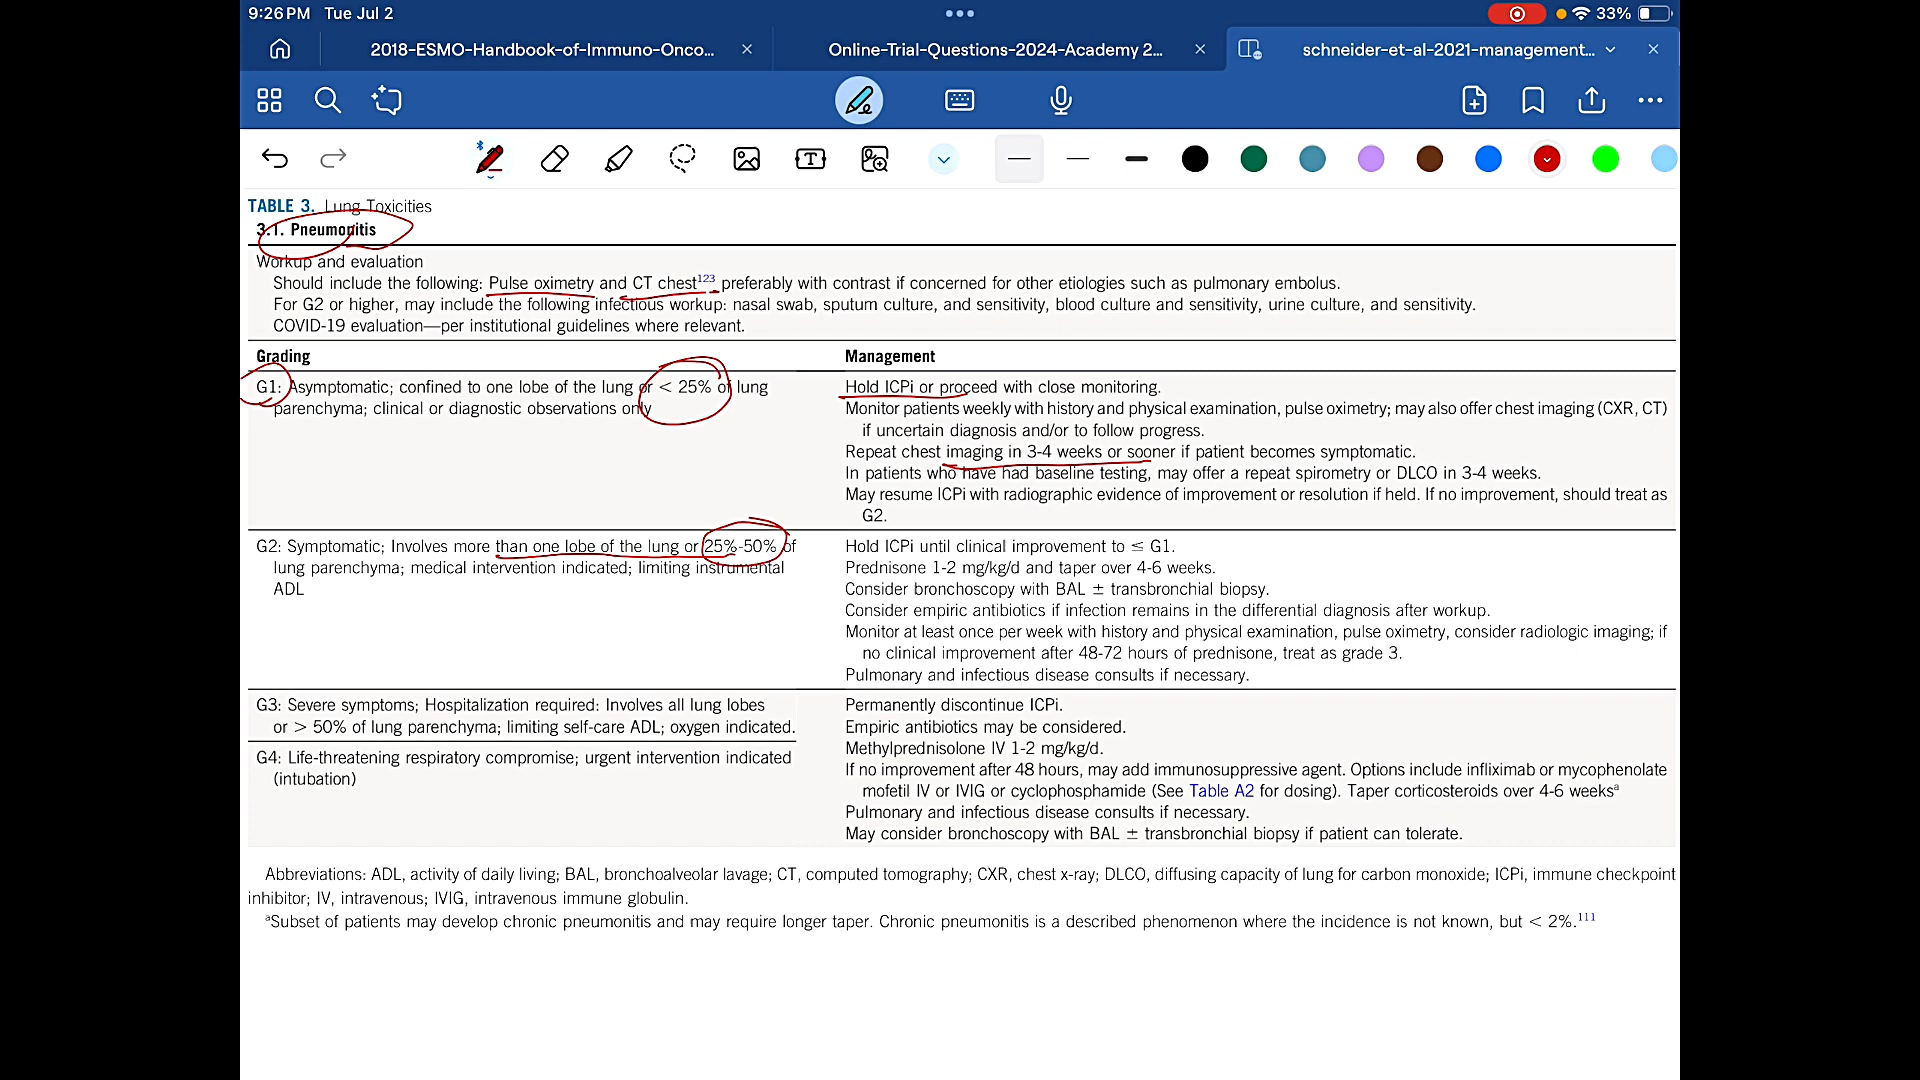 9:26 PM Tue Jul 2
33%
2018-ESMO-Handbook-of-Immuno-Onco...
Online-Trial-Questions-2024-Academy 2...
schneider-et-al-2021-management...
TABLE 3. Lung Toxicities
3.1. Pneumonitis
Workup and evaluation
Should include the following: Pulse oximetry and CT chest123 preferably with contrast if concerned for other etiologies such as pulmonary embolus.
For G2 or higher, may include the following infectious workup: nasal swab, sputum culture, and sensitivity, blood culture and sensitivity, urine culture, and sensitivity.
COVID-19 evaluation—per institutional guidelines where relevant.
Grading
Management
G1: Asymptomatic; confined to one lobe of the lung or < 25% of lung
parenchyma; clinical or diagnostic observations only
Hold ICPi or proceed with close monitoring.
Monitor patients weekly with history and physical examination, pulse oximetry; may also offer chest imaging (CXR, CT)
if uncertain diagnosis and/or to follow progress.
Repeat chest imaging in 3-4 weeks or sooner if patient becomes symptomatic.
In patients who have had baseline testing, may offer a repeat spirometry or DLCO in 3-4 weeks.
May resume ICPi with radiographic evidence of improvement or resolution if held. If no improvement, should treat as
G2.
G2: Symptomatic; Involves more than one lobe of the lung or 25%-50% of
lung parenchyma; medical intervention indicated; limiting instrumental
ADL
Hold ICPi until clinical improvement to ≤ G1.
Prednisone 1-2 mg/kg/d and taper over 4-6 weeks.
Consider bronchoscopy with BAL ± transbronchial biopsy.
Consider empiric antibiotics if infection remains in the differential diagnosis after workup.
Monitor at least once per week with history and physical examination, pulse oximetry, consider radiologic imaging; if
no clinical improvement after 48-72 hours of prednisone, treat as grade 3.
Pulmonary and infectious disease consults if necessary.
G3: Severe symptoms; Hospitalization required: Involves all lung lobes
or > 50% of lung parenchyma; limiting self-care ADL; oxygen indicated.
G4: Life-threatening respiratory compromise; urgent intervention indicated
(intubation)
Permanently discontinue ICPi.
Empiric antibiotics may be considered.
Methylprednisolone IV 1-2 mg/kg/d.
If no improvement after 48 hours, may add immunosuppressive agent. Options include infliximab or mycophenolate
mofetil IV or IVIG or cyclophosphamide (See Table A2 for dosing). Taper corticosteroids over 4-6 weeksa
Pulmonary and infectious disease consults if necessary.
May consider bronchoscopy with BAL ± transbronchial biopsy if patient can tolerate.
Abbreviations: ADL, activity of daily living; BAL, bronchoalveolar lavage; CT, computed tomography; CXR, chest x-ray; DLCO, diffusing capacity of lung for carbon monoxide; ICPi, immune checkpoint
inhibitor; IV, intravenous; IVIG, intravenous immune globulin.
aSubset of patients may develop chronic pneumonitis and may require longer taper. Chronic pneumonitis is a described phenomenon where the incidence is not known, but < 2%.111